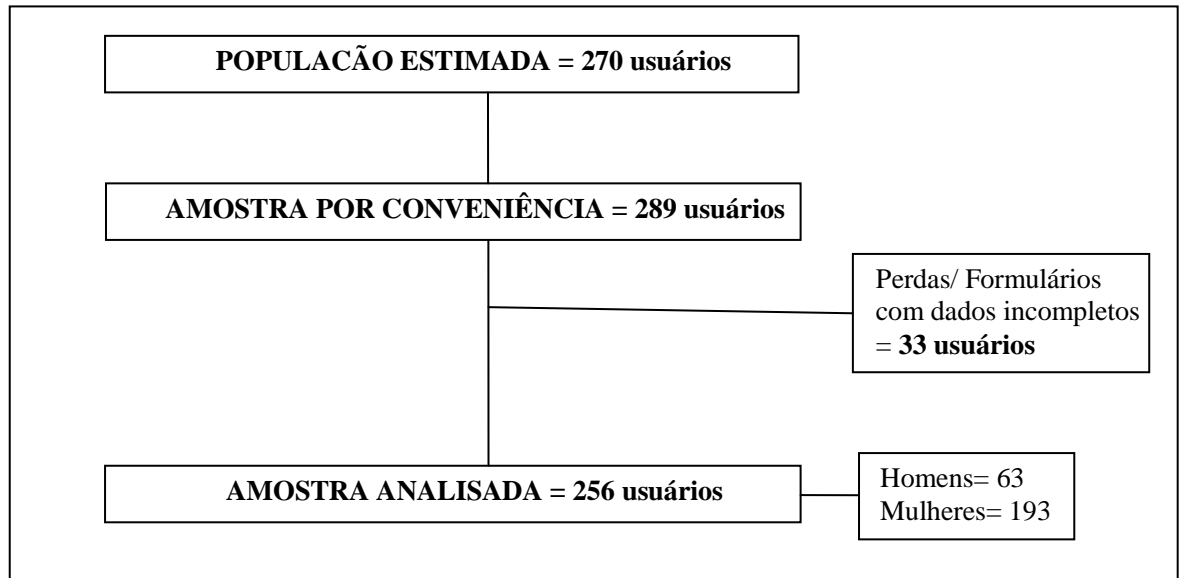 POPULACÃO ESTIMADA = 270 usuários
AMOSTRA POR CONVENIÊNCIA = 289 usuários
Perdas/ Formulários
com dados incompletos
= 33 usuários
AMOSTRA ANALISADA = 256 usuários
Homens= 63
Mulheres= 193